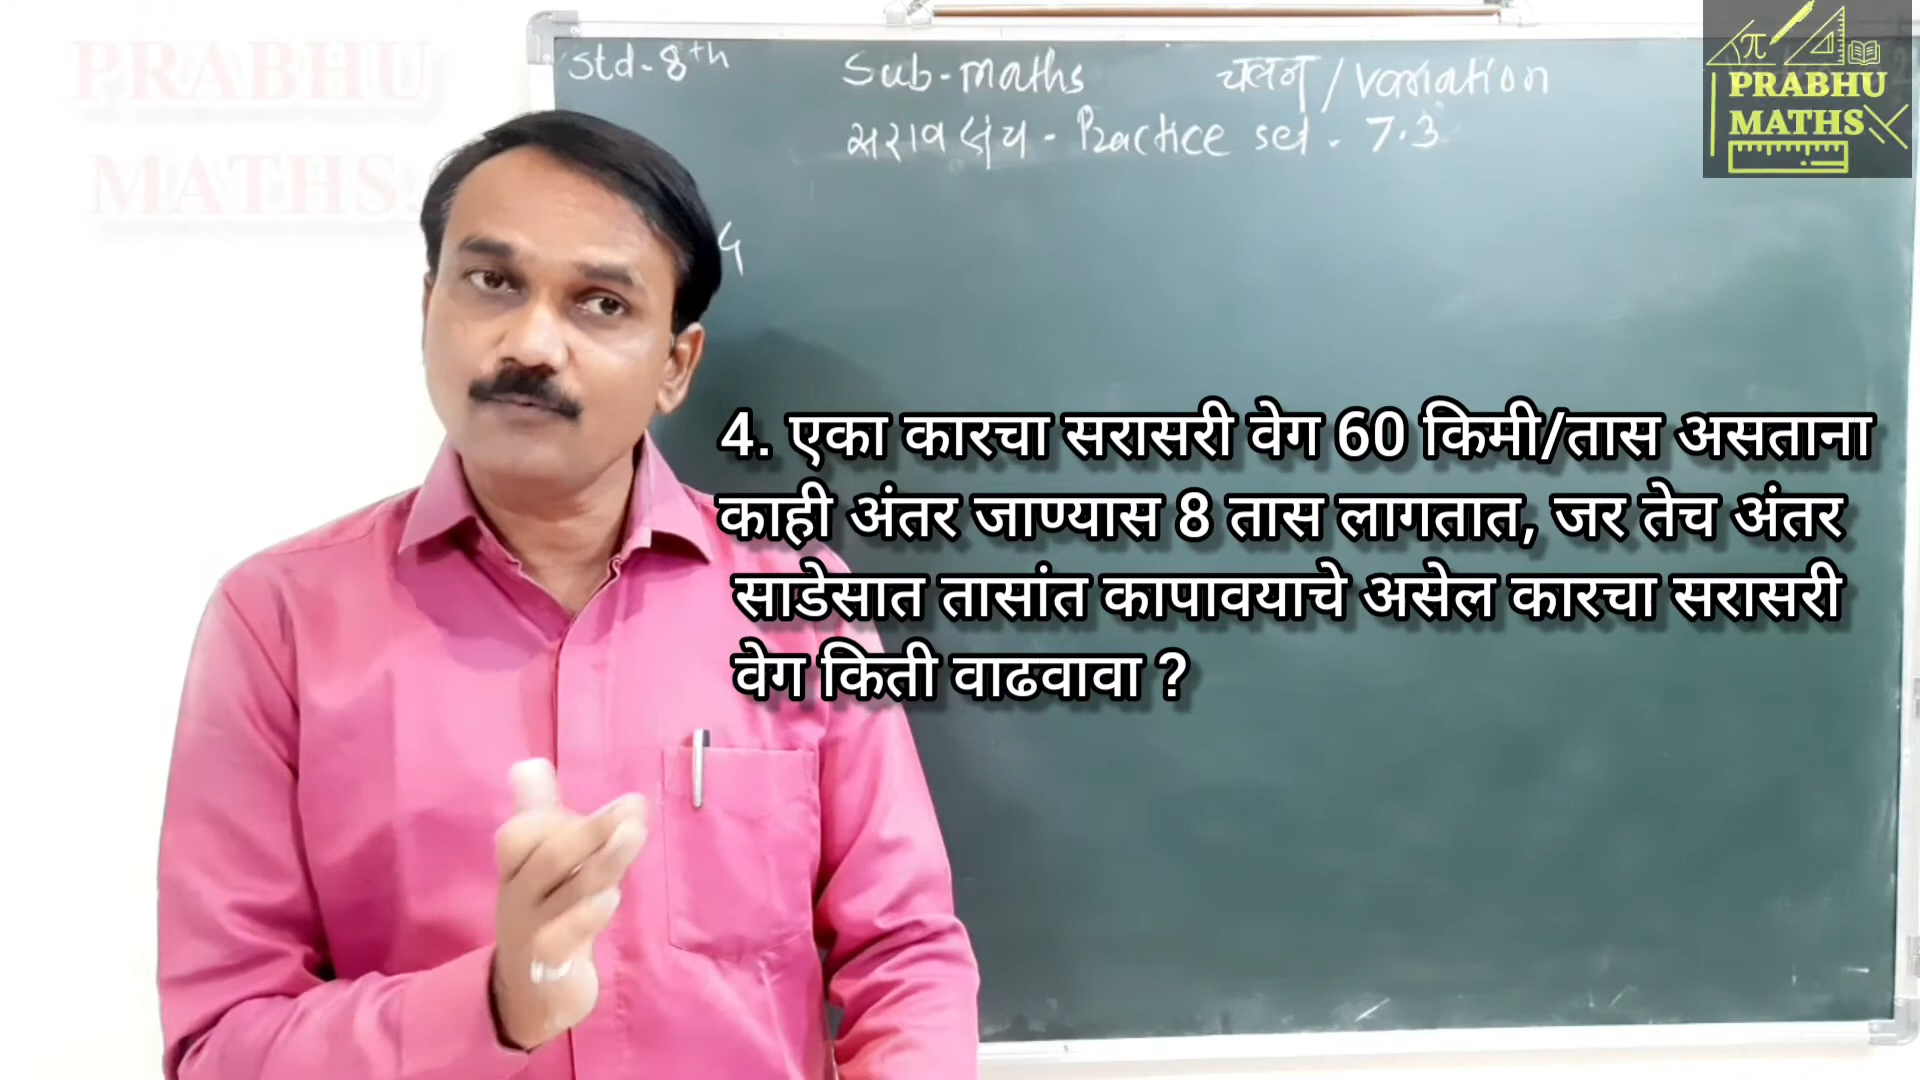 PRABHU
MATHS
Std-8th
Sub-maths
चलन/variation
सरावसंच - Practice set - 7.3
PRABHU
MATHS
4. एका कारचा सरासरी वेग 60 किमी/तास असताना
काही अंतर जाण्यास 8 तास लागतात, जर तेच अंतर
साडेसात तासांत कापावयाचे असेल कारचा सरासरी
वेग किती वाढवावा ?